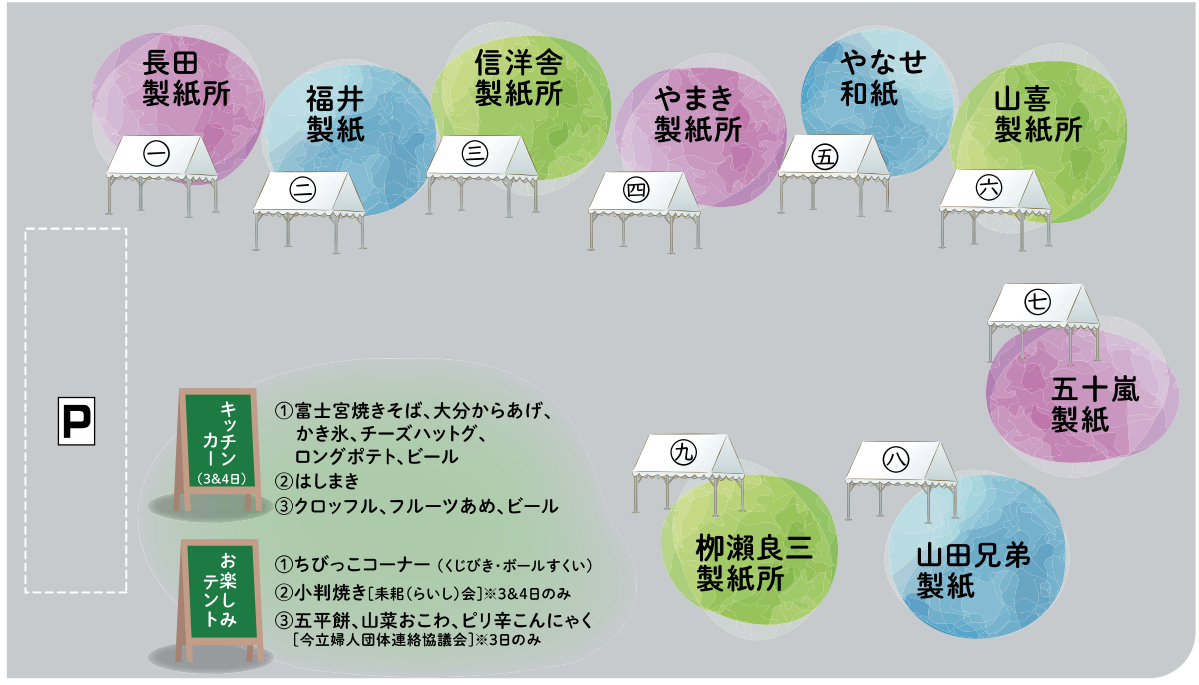 長田
製紙所
㊀
福井
製紙
㊁
信洋舎
製紙所
㊂
やまき
製紙所
㊃
やなせ
和紙
㊄
山喜
製紙所
㊅
㊆
五十嵐
製紙
㊇
山田兄弟
製紙
㊈
栁瀨良三
製紙所
P
キッチン
カー
（3&4日）
①富士宮焼きそば、大分からあげ、
かき氷、チーズハットグ、
ロングポテト、ビール
②はしまき
③クロッフル、フルーツあめ、ビール
お楽しみ
テント
①ちびっこコーナー（くじびき・ボールすくい）
②小判焼き［耒耜（らいし）会］※3&4日のみ
③五平餅、山菜おこわ、ピリ辛こんにゃく
［今立婦人団体連絡協議会］※3日のみ